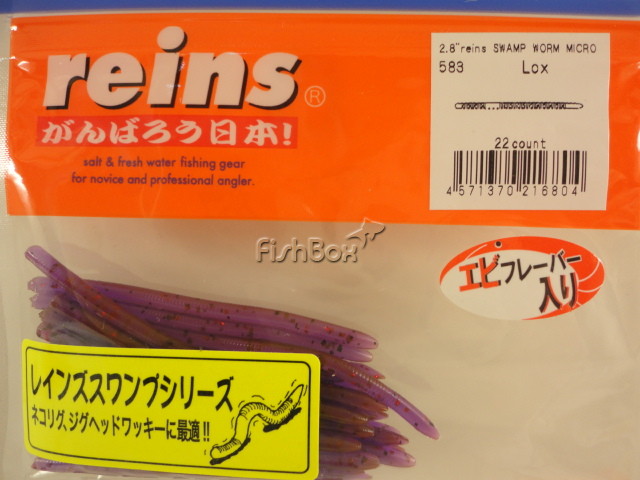 reins®
がんばろう日本!
salt & fresh water fishing gear
for novice and professional angler.
2.8"reins SWAMP WORM MICRO
583 Lox
22count
4571370216804
FishBox
エビフレーバー
入り
レインズスワンプシリーズ
ネコリグ、ジグヘッドワッキーに最適!!